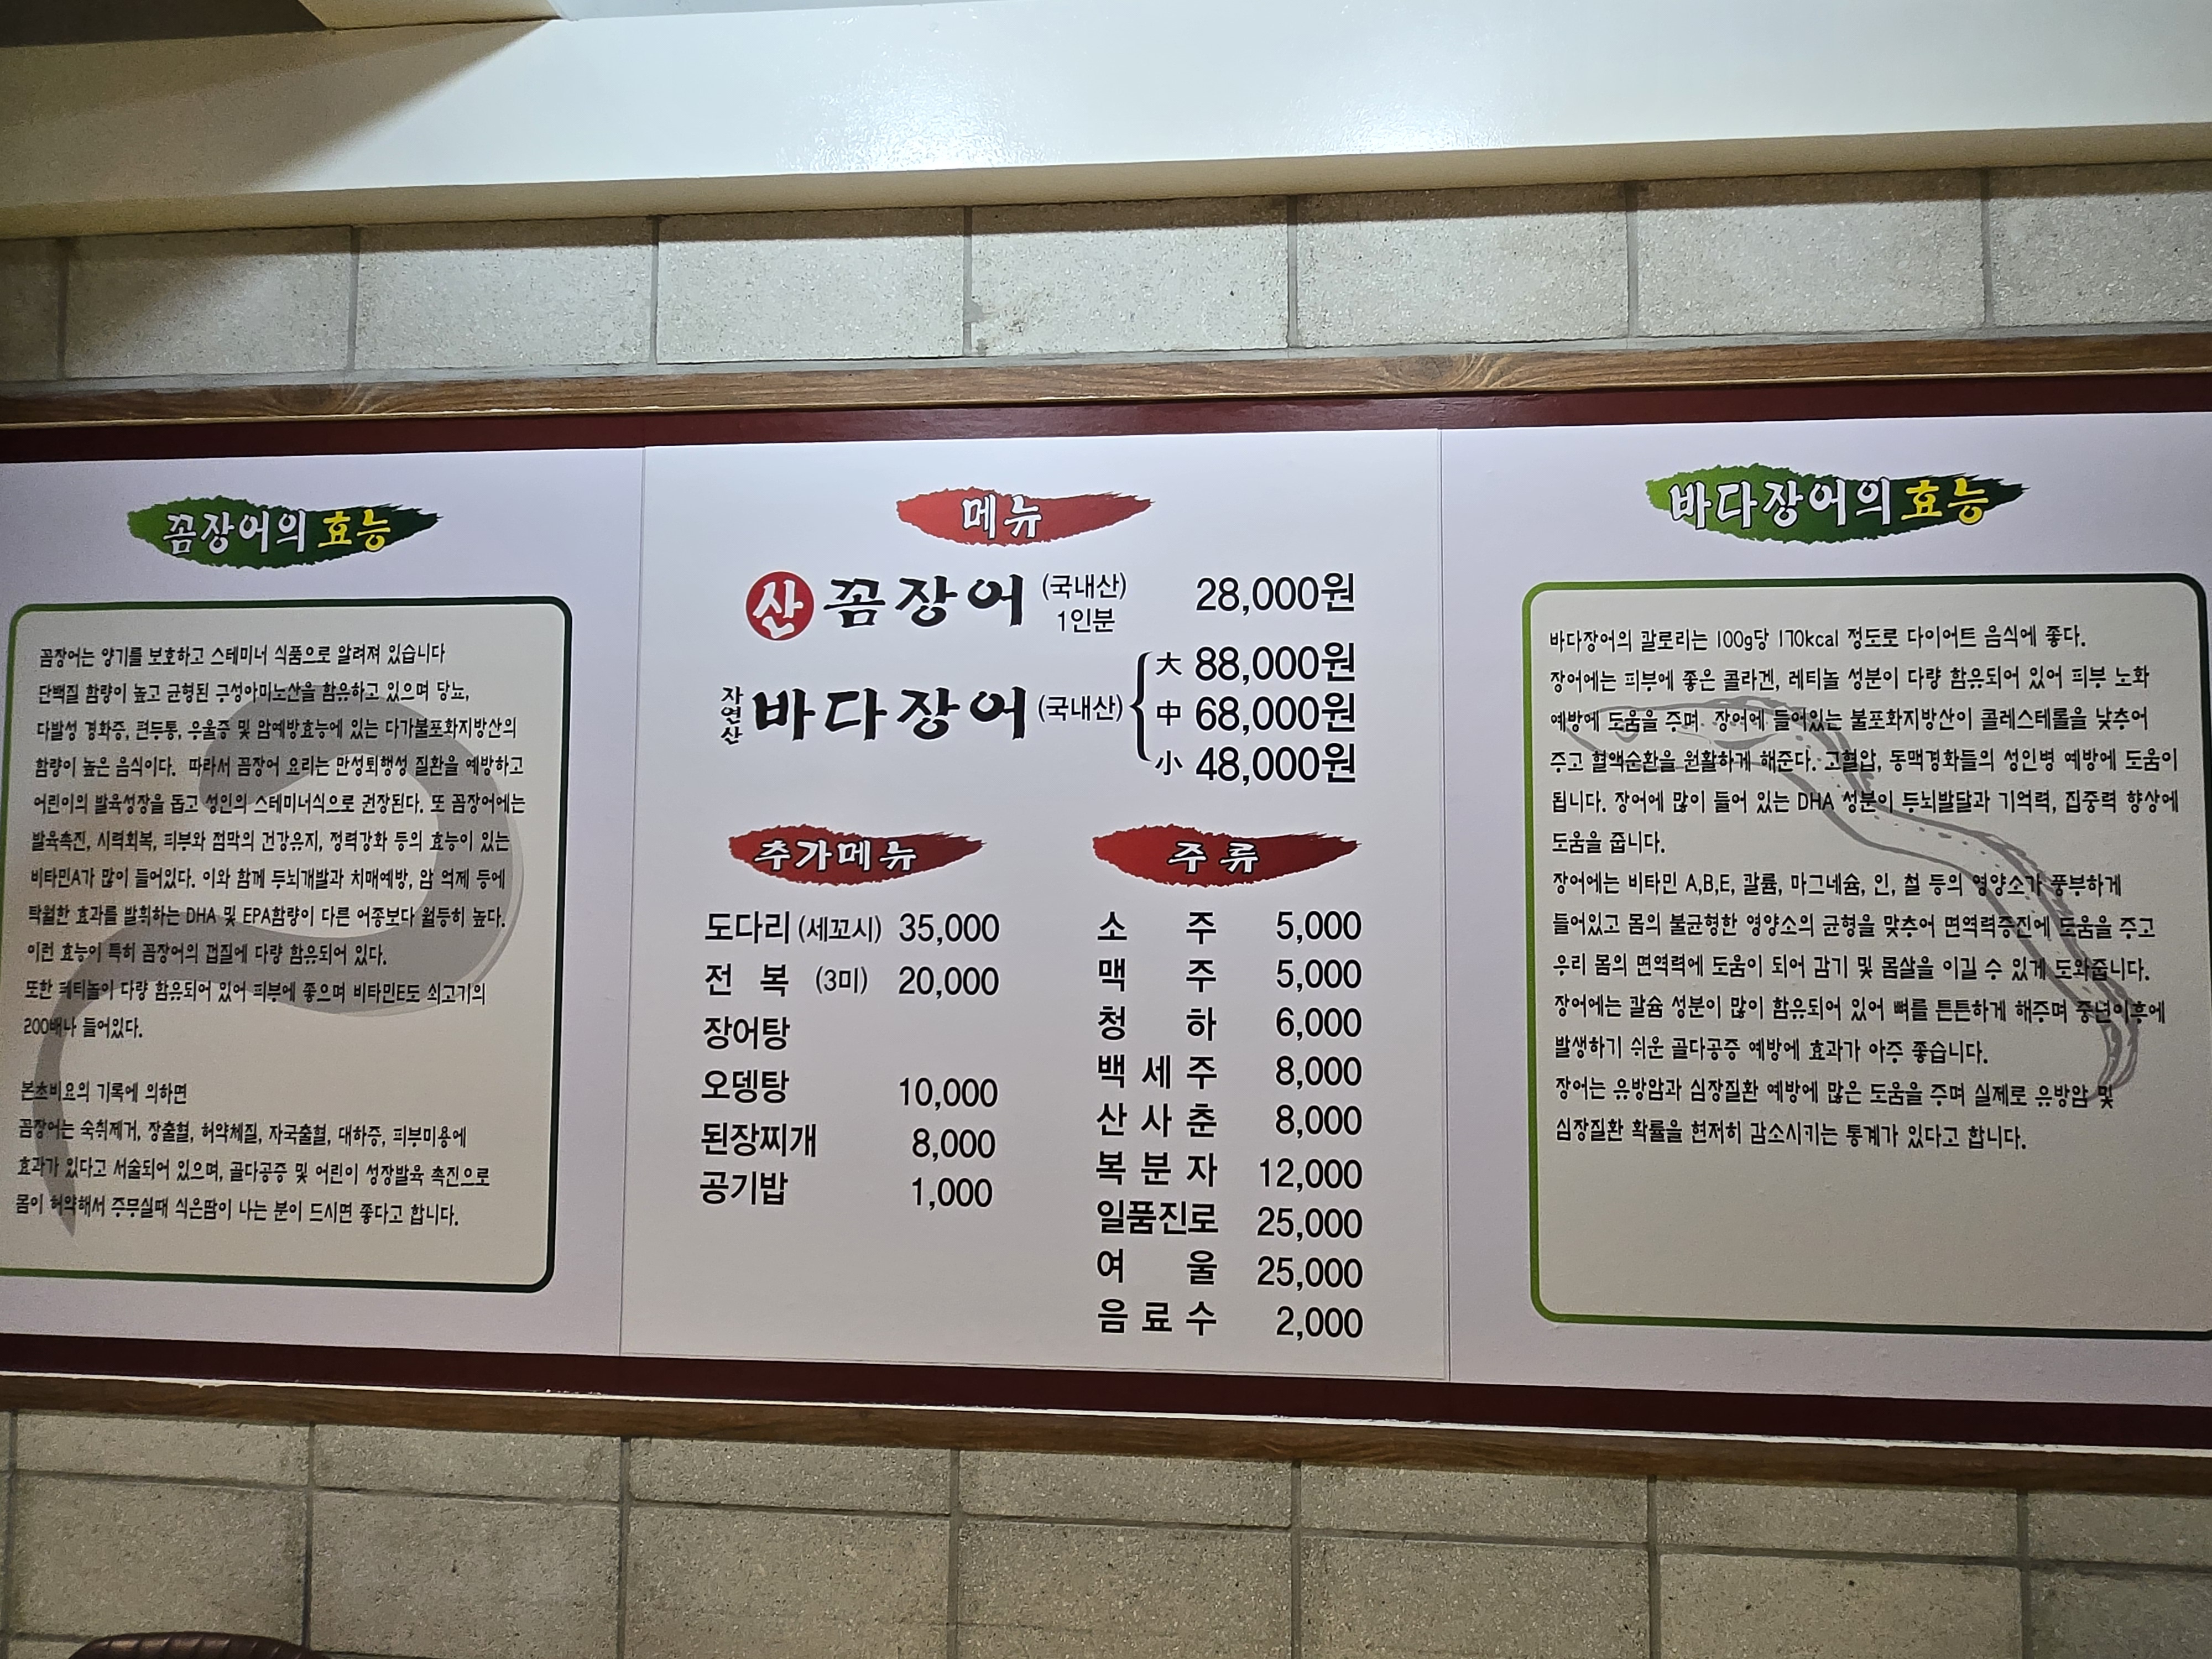 꼼장어의 효능
꼼장어는 양기를 보호하고 스테미너 식품으로 알려져 있습니다
단백질 함량이 높고 균형된 구성아미노산을 함유하고 있으며 당뇨,
다발성 경화증, 편두통, 우울증 및 암예방효능에 있는 다가불포화지방산의
함량이 높은 음식이다. 따라서 꼼장어 요리는 만성퇴행성 질환을 예방하고
어린이의 발육성장을 돕고 성인의 스테미너식으로 권장된다. 또 꼼장어에는
발육촉진, 시력회복, 피부와 점막의 건강유지, 정력강화 등의 효능이 있는
비타민A가 많이 들어있다. 이와 함께 두뇌개발과 치매예방, 암 억제 등에
탁월한 효과를 발휘하는 DHA 및 EPA함량이 다른 어종보다 월등히 높다.
이런 효능이 특히 꼼장어의 껍질에 다량 함유되어 있다.
또한 레티놀이 다량 함유되어 있어 피부에 좋으며 비타민E도 쇠고기의
200배나 들어있다.
본초비요의 기록에 의하면
꼼장어는 숙취제거, 장출혈, 허약체질, 자국출혈, 대하증, 피부미용에
효과가 있다고 서술되어 있으며, 골다공증 및 어린이 성장발육 촉진으로
몸이 허약해서 주무실때 식은땀이 나는 분이 드시면 좋다고 합니다.
메뉴
산 꼼장어 (국내산) 1인분 28,000원
자연산 바다장어 (국내산)
大 88,000원
中 68,000원
小 48,000원
추가메뉴
도다리 (세꼬시) 35,000
전 복 (3미) 20,000
장어탕
오뎅탕 10,000
된장찌개 8,000
공기밥 1,000
주 류
소 주 5,000
맥 주 5,000
청 하 6,000
백 세 주 8,000
산 사 춘 8,000
복 분 자 12,000
일품진로 25,000
여 울 25,000
음 료 수 2,000
바다장어의 효능
바다장어의 칼로리는 100g당 170kcal 정도로 다이어트 음식에 좋다.
장어에는 피부에 좋은 콜라겐, 레티놀 성분이 다량 함유되어 있어 피부 노화
예방에 도움을 주며. 장어에 들어있는 불포화지방산이 콜레스테롤을 낮추어
주고 혈액순환을 원활하게 해준다. 고혈압, 동맥경화들의 성인병 예방에 도움이
됩니다. 장어에 많이 들어 있는 DHA 성분이 두뇌발달과 기억력, 집중력 향상에
도움을 줍니다.
장어에는 비타민 A,B,E, 칼륨, 마그네슘, 인, 철 등의 영양소가 풍부하게
들어있고 몸의 불균형한 영양소의 균형을 맞추어 면역력증진에 도움을 주고
우리 몸의 면역력에 도움이 되어 감기 및 몸살을 이길 수 있게 도와줍니다.
장어에는 칼슘 성분이 많이 함유되어 있어 뼈를 튼튼하게 해주며 중년이후에
발생하기 쉬운 골다공증 예방에 효과가 아주 좋습니다.
장어는 유방암과 심장질환 예방에 많은 도움을 주며 실제로 유방암 및
심장질환 확률을 현저히 감소시키는 통계가 있다고 합니다.